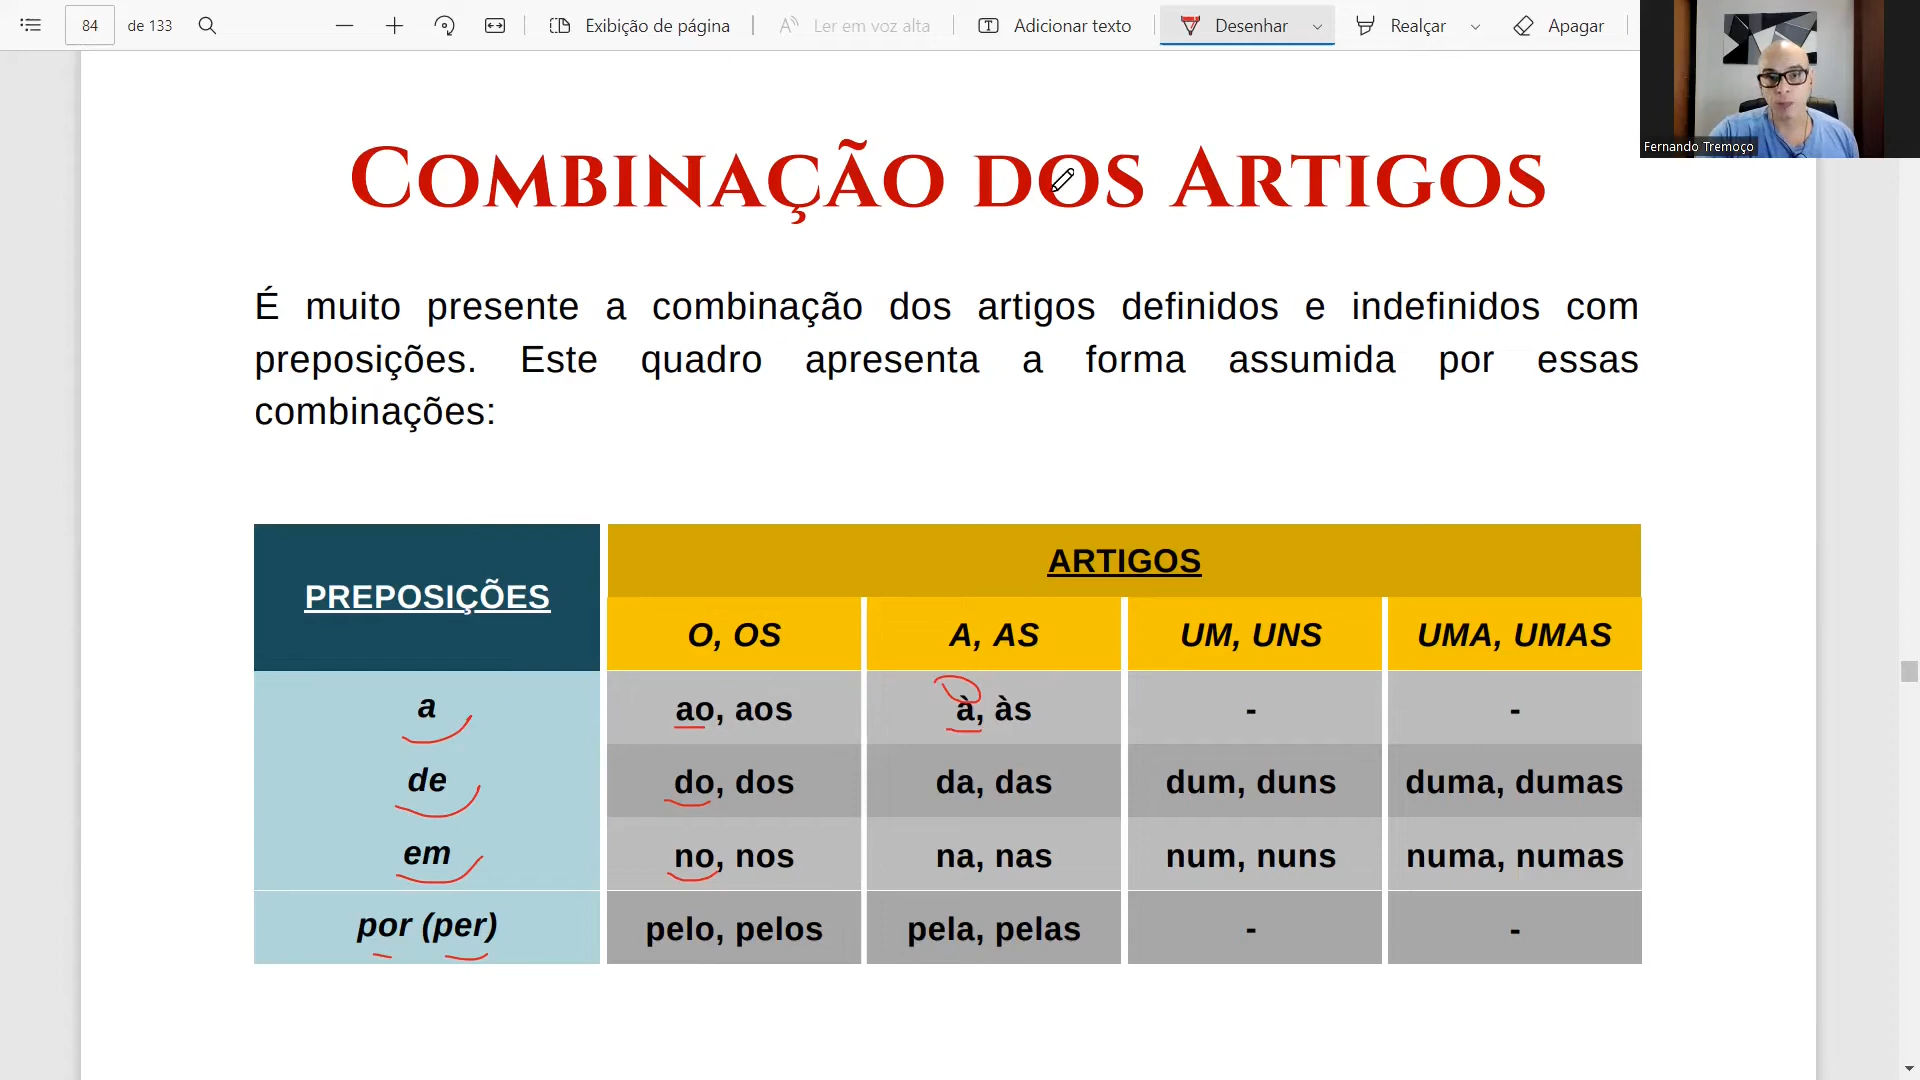 84 de 133 Exibição de página Ler em voz alta Adicionar texto Desenhar Realçar Apagar
Fernando Tremoço
COMBINAÇÃO DOS ARTIGOS
É muito presente a combinação dos artigos definidos e indefinidos com
preposições. Este quadro apresenta a forma assumida por essas
combinações:
PREPOSIÇÕES ARTIGOS
O, OS A, AS UM, UNS UMA, UMAS
a ao, aos à, às - -
de do, dos da, das dum, duns duma, dumas
em no, nos na, nas num, nuns numa, numas
por (per) pelo, pelos pela, pelas - -